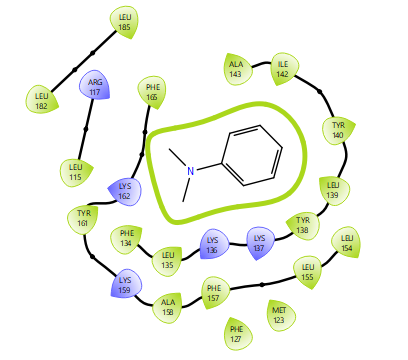 LEU
185
ALA
143
ILE
142
LEU
182
ARG
117
PHE
165
TYR
140
LEU
115
N
LYS
162
LEU
139
TYR
161
PHE
134
LYS
136
LYS
137
TYR
138
LEU
154
LEU
135
LEU
155
LYS
159
ALA
158
PHE
157
MET
123
PHE
127